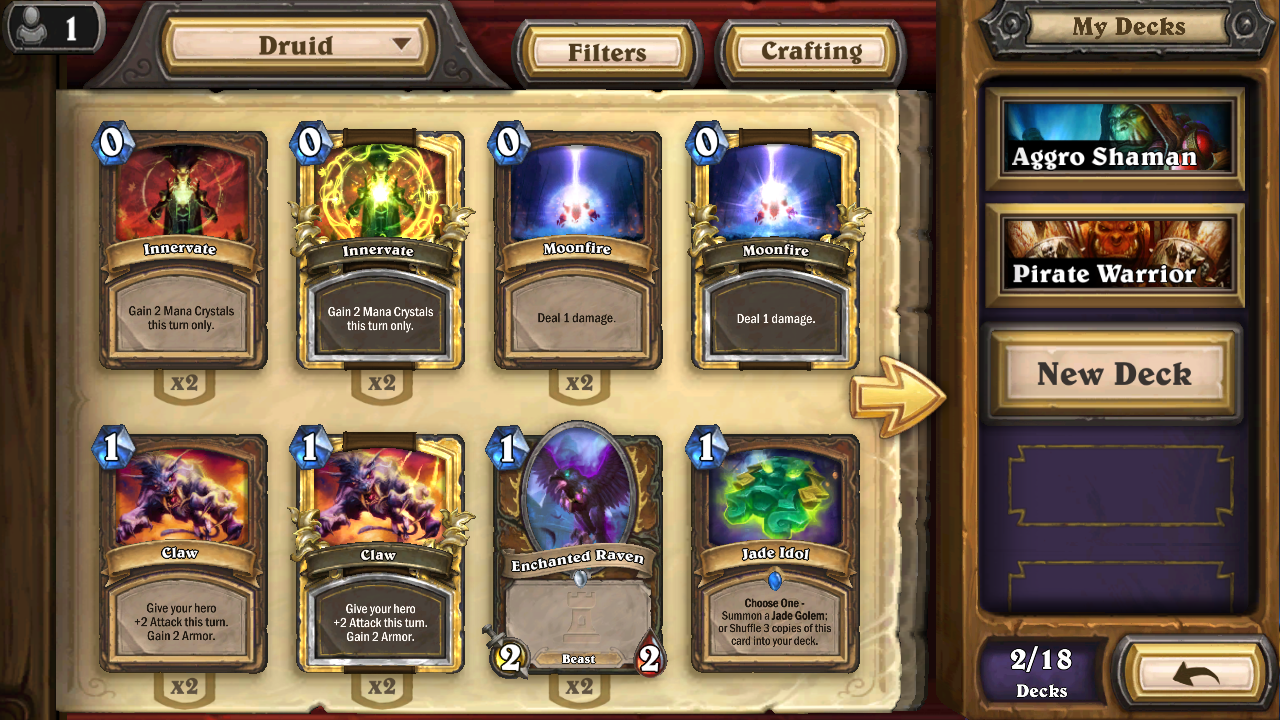 1
Druid
Filters
Crafting
My Decks
0
Innervate
Gain 2 Mana Crystals
this turn only.
x2
0
Innervate
Gain 2 Mana Crystals
this turn only.
x2
0
Moonfire
Deal 1 damage.
x2
0
Moonfire
Deal 1 damage.
1
Claw
Give your hero
+2 Attack this turn.
Gain 2 Armor.
x2
1
Claw
Give your hero
+2 Attack this turn.
Gain 2 Armor.
x2
1
Enchanted Raven
2
Beast
2
x2
1
Jade Idol
Choose One -
Summon a Jade Golem;
or Shuffle 3 copies of this
card into your deck.
Aggro Shaman
Pirate Warrior
New Deck
2/18
Decks